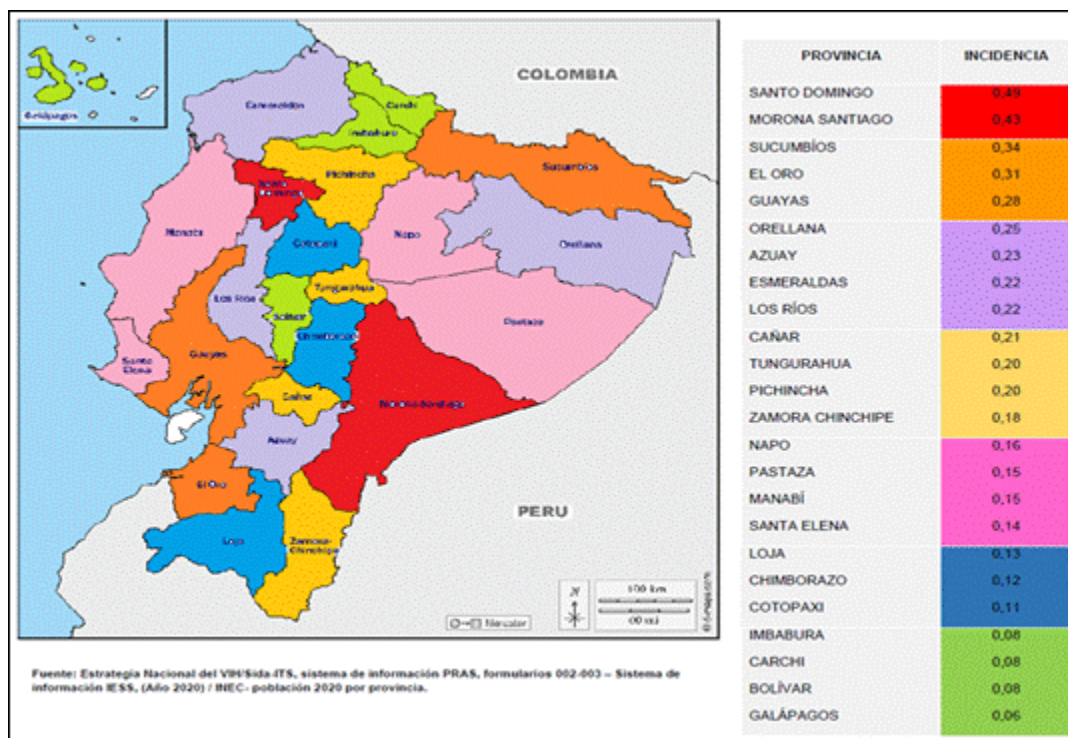 COLOMBIA
Galápagos
Esmeraldas
Carchi
Imbabura
Sucumbíos
Pichincha
Santo
Domingo
Manabí
Cotopaxi
Napo
Orellana
Los Ríos
Tungurahua
Bolívar
Chimborazo
Pastaza
Guayas
Santa
Elena
Cañar
Morona-Santiago
Azuay
El Oro
PERU
Loja
Zamora-
Chinchipe
N
100 km
60 mi
Mercator
Fuente: Estrategia Nacional del VIH/Sida-ITS, sistema de información PRAS, formularios 002-003 – Sistema de
información IESS, (Año 2020) / INEC- población 2020 por provincia.
PROVINCIA INCIDENCIA
SANTO DOMINGO 0,49
MORONA SANTIAGO 0,43
SUCUMBÍOS 0,34
EL ORO 0,31
GUAYAS 0,28
ORELLANA 0,25
AZUAY 0,23
ESMERALDAS 0,22
LOS RÍOS 0,22
CAÑAR 0,21
TUNGURAHUA 0,20
PICHINCHA 0,20
ZAMORA CHINCHIPE 0,18
NAPO 0,16
PASTAZA 0,15
MANABÍ 0,15
SANTA ELENA 0,14
LOJA 0,13
CHIMBORAZO 0,12
COTOPAXI 0,11
IMBABURA 0,08
CARCHI 0,08
BOLÍVAR 0,08
GALÁPAGOS 0,06